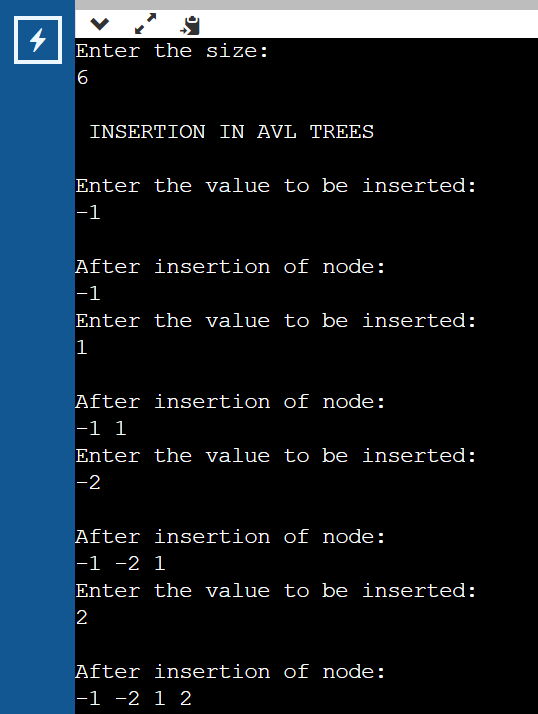 Enter the size:
6
INSERTION IN AVL TREES
Enter the value to be inserted:
-1
After insertion of node:
-1
Enter the value to be inserted:
1
After insertion of node:
-1 1
Enter the value to be inserted:
-2
After insertion of node:
-1 -2 1
Enter the value to be inserted:
2
After insertion of node:
-1 -2 1 2